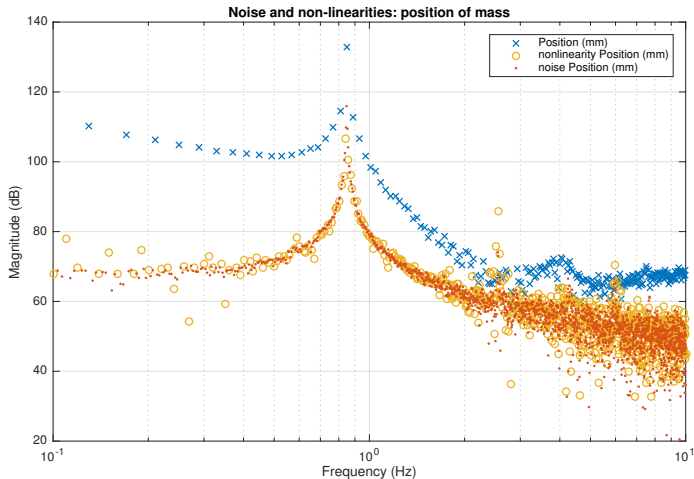 Noise and non-linearities: position of mass
Position (mm)
nonlinearity Position (mm)
noise Position (mm)
Magnitude (dB)
140
120
100
80
60
40
20
10^-1
10^0
10^1
Frequency (Hz)